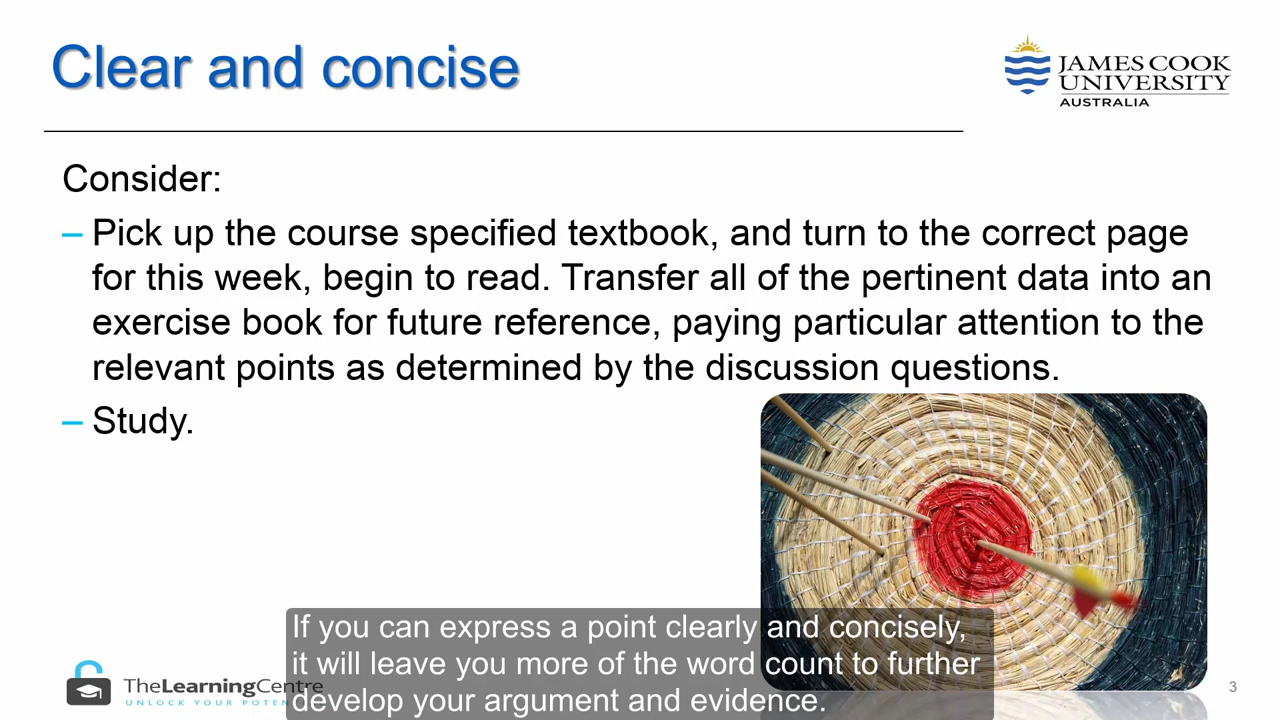 Clear and concise
JAMES COOK
UNIVERSITY
AUSTRALIA
Consider:
– Pick up the course specified textbook, and turn to the correct page
for this week, begin to read. Transfer all of the pertinent data into an
exercise book for future reference, paying particular attention to the
relevant points as determined by the discussion questions.
– Study.
If you can express a point clearly and concisely,
it will leave you more of the word count to further
develop your argument and evidence.
TheLearningCentre
UNLOCK YOUR
3